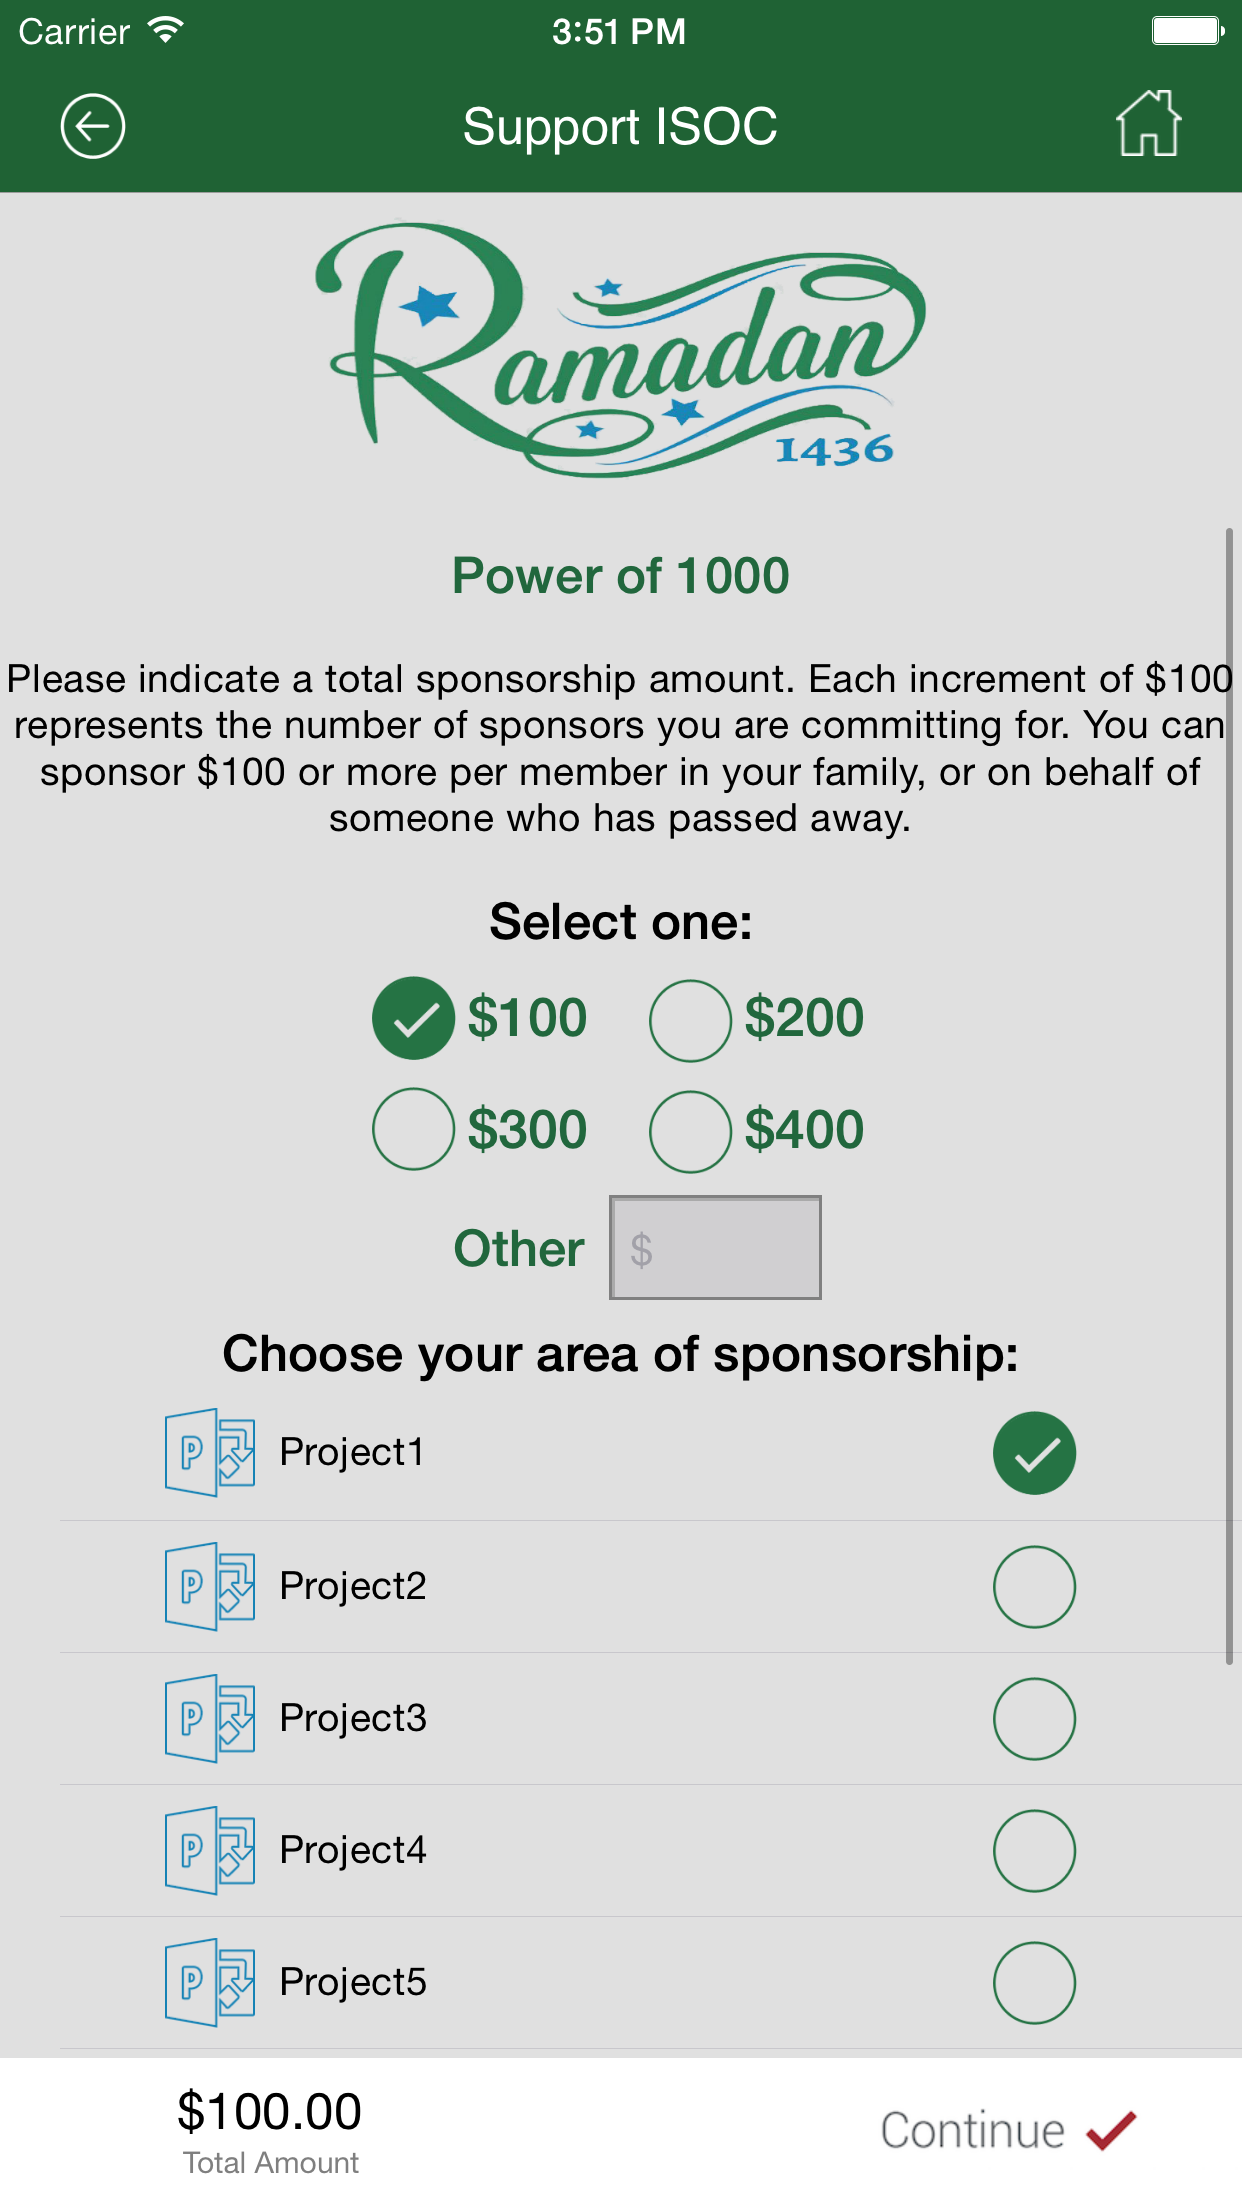 Carrier 3:51 PM
Support ISOC
Ramadan
1436
Power of 1000
Please indicate a total sponsorship amount. Each increment of $100
represents the number of sponsors you are committing for. You can
sponsor $100 or more per member in your family, or on behalf of
someone who has passed away.
Select one:
$100 $200
$300 $400
Other $
Choose your area of sponsorship:
P Project1
P Project2
P Project3
P Project4
P Project5
$100.00
Total Amount
Continue